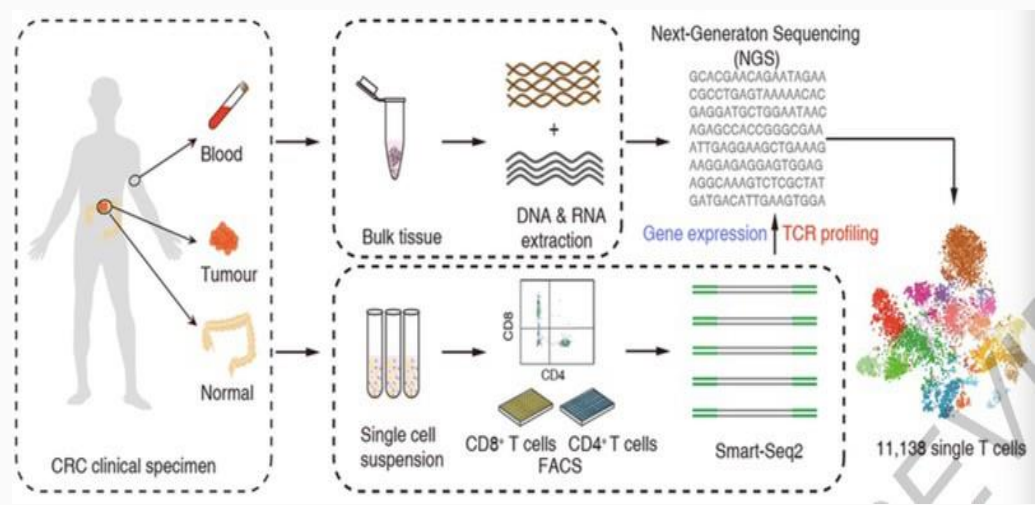 Blood
Tumour
Normal
CRC clinical specimen
Bulk tissue
+
DNA & RNA
extraction
Next-Generaton Sequencing
(NGS)
GCACGAACAGAATAGAA
CGCCTGAGTAAAAACAC
GAGGATGCTGGAATAAC
AGAGCCACCGGGCGAA
ATTGAGGAAGCTGAAAG
AAGGAGAGGAGTGGAG
AGGCAAAGTCTCGCTAT
GATGACATTGAAGTGGA
Gene expression TCR profiling
Single cell
suspension
CD8
CD4
CD8⁺ T cells CD4⁺ T cells
FACS
Smart-Seq2
11,138 single T cells